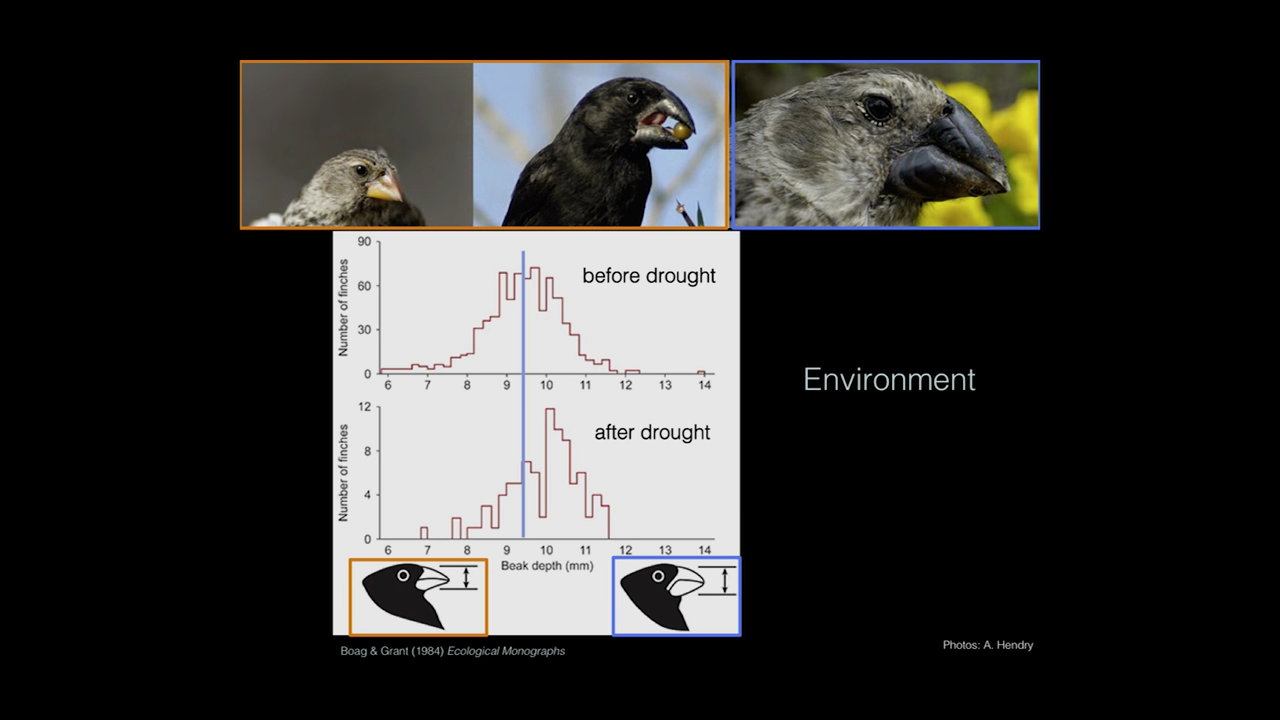 90
60
30
0
Number of finches
before drought
6 7 8 9 10 11 12 13 14
Environment
12
8
4
0
Number of finches
after drought
6 7 8 9 10 11 12 13 14
Beak depth (mm)
Boag & Grant (1984) Ecological Monographs
Photos: A. Hendry